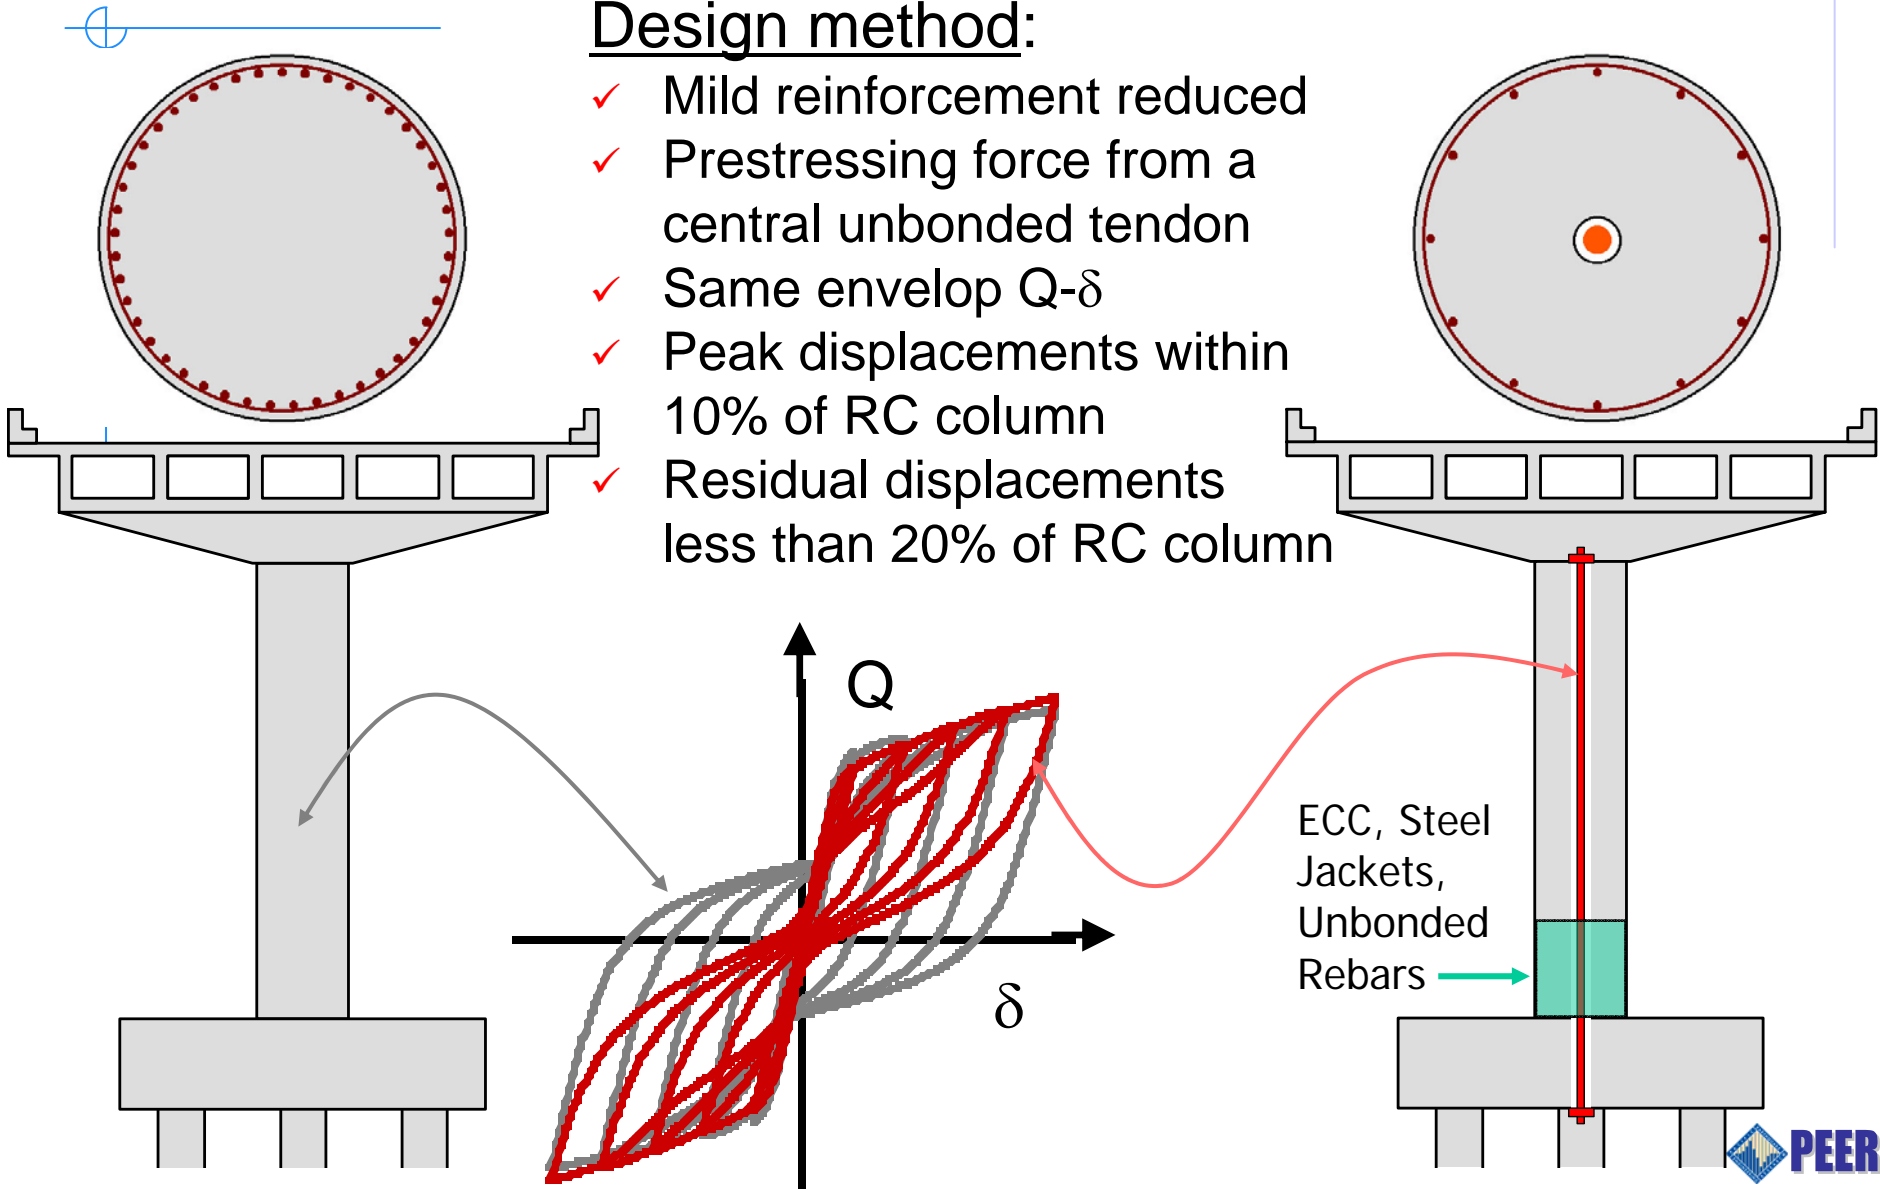 Design method:
✓ Mild reinforcement reduced
✓ Prestressing force from a
central unbonded tendon
✓ Same envelop Q-δ
✓ Peak displacements within
10% of RC column
✓ Residual displacements
less than 20% of RC column
Q
δ
ECC, Steel
Jackets,
Unbonded
Rebars
PEER